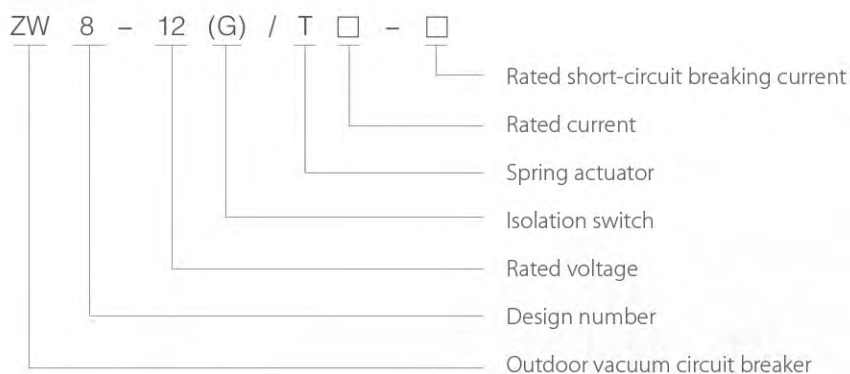 ZW 8 - 12 (G) / T □ - □
Rated short-circuit breaking current
Rated current
Spring actuator
Isolation switch
Rated voltage
Design number
Outdoor vacuum circuit breaker